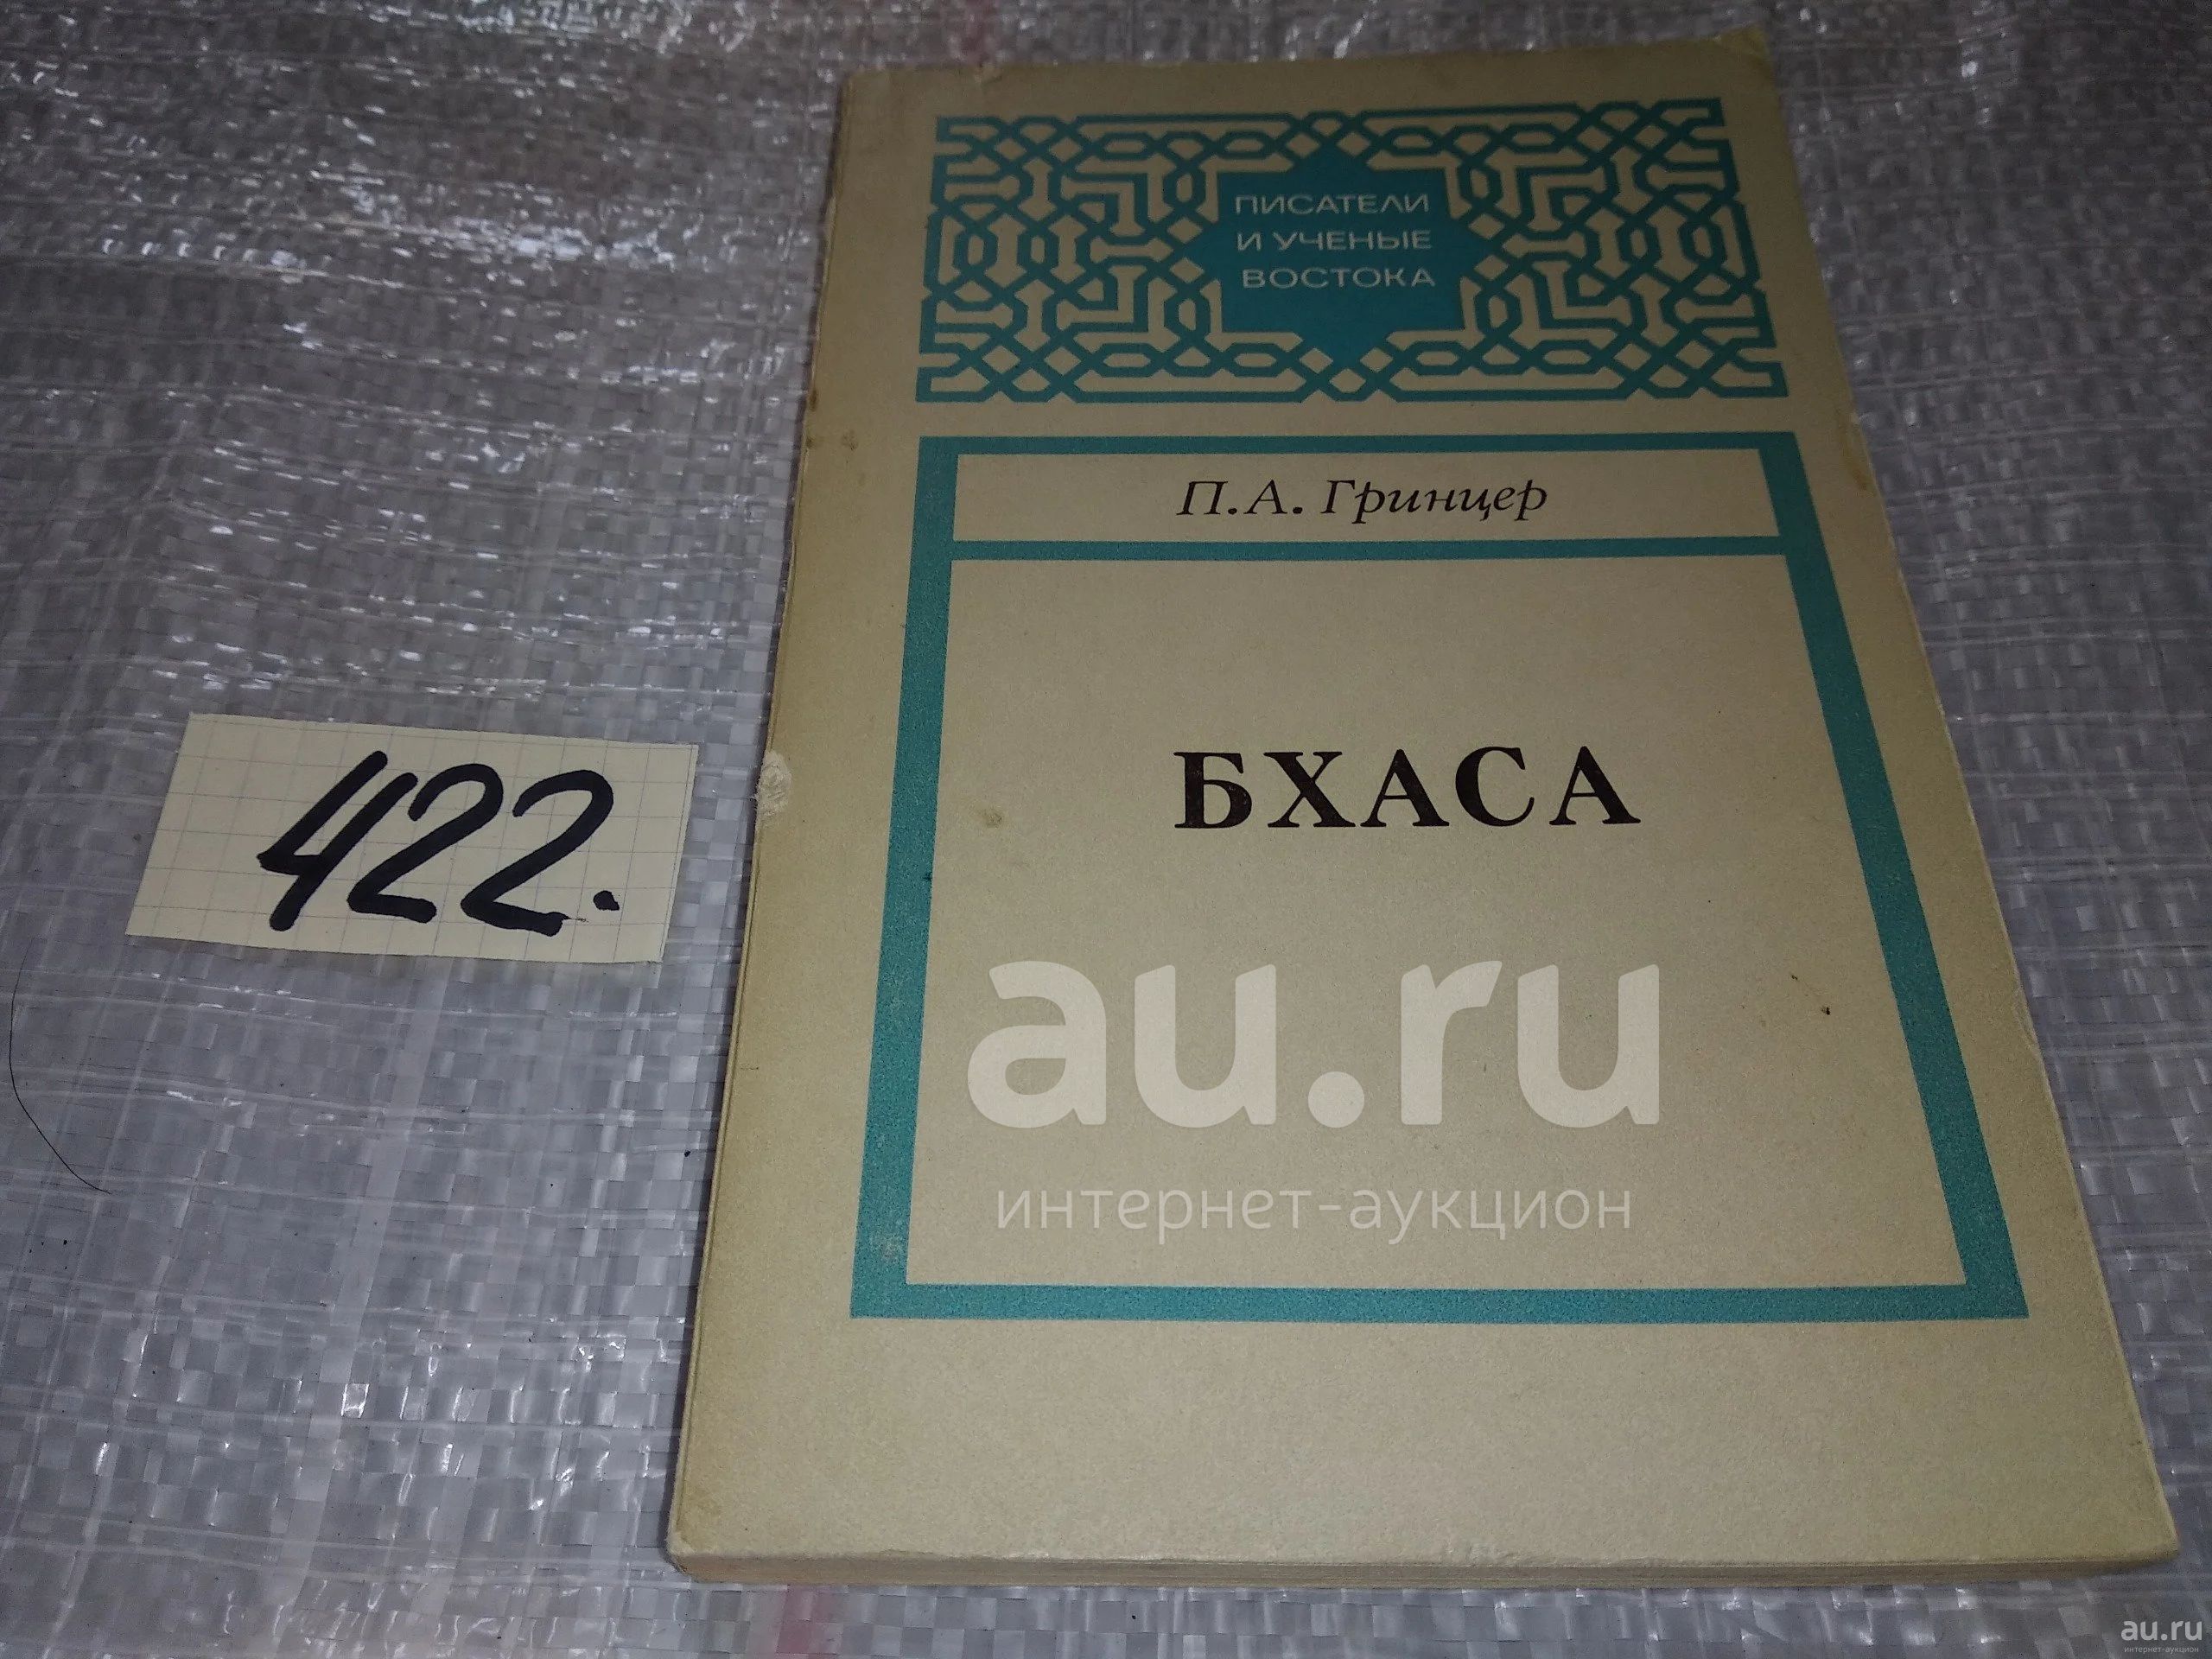 ПИСАТЕЛИ
И УЧЕНЫЕ
ВОСТОКА
П.А. Гринцер
БХАСА
422.
au.ru
интернет-аукцион
au.ru
интернет-аукцион